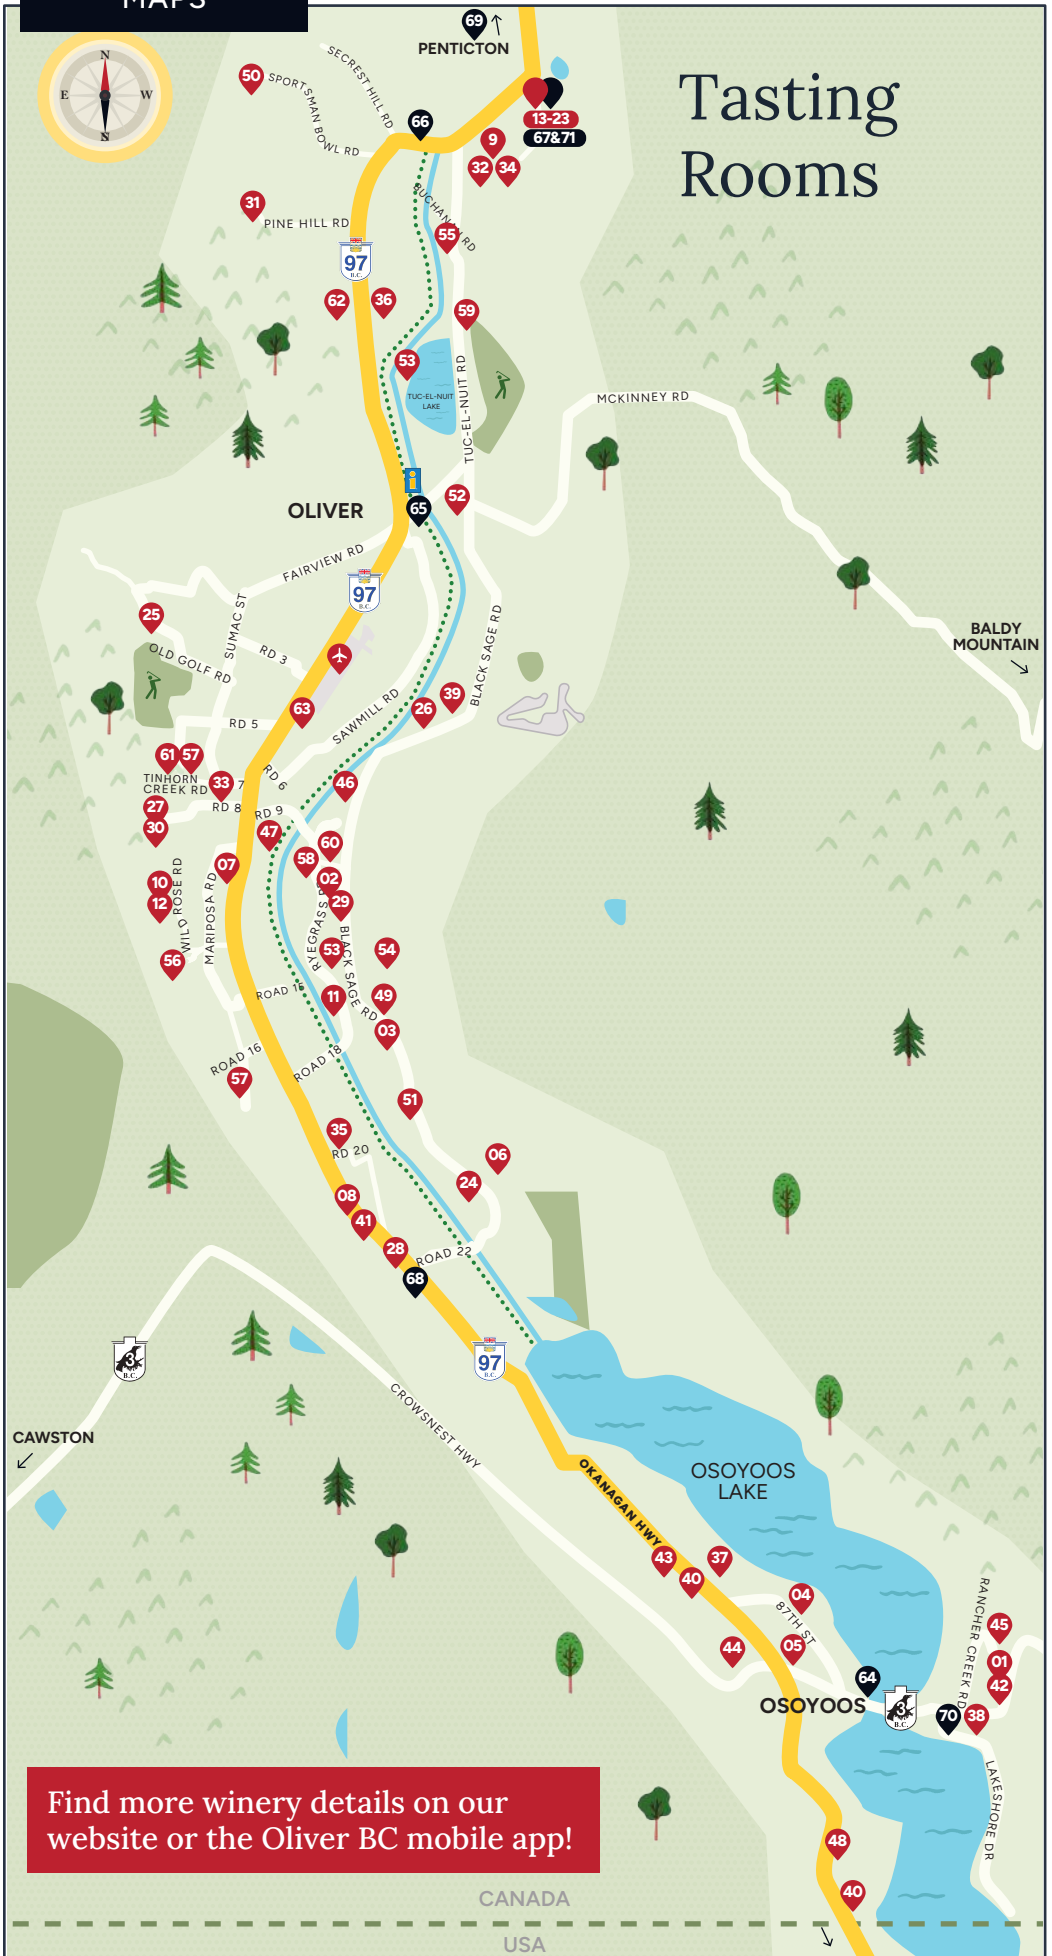 MAPS
69
PENTICTON
N
E
W
N
50
SPORTSMAN BOWL RD
SECREST HILL RD
66
13-23
67&71
Tasting
Rooms
9
32
34
31
PINE HILL RD
BUCHANAN RD
55
97
B.C.
62
36
59
53
TUC-EL-NUIT
LAKE
TUC-EL-NUIT RD
MCKINNEY RD
OLIVER
i
65
52
FAIRVIEW RD
97
B.C.
25
OLD GOLF RD
SUMAC ST
RD 3
BLACK SAGE RD
BALDY
MOUNTAIN
RD 5
63
SAWMILL RD
26
39
61
57
TINHORN
CREEK RD
33
7
RD 6
46
27
RD 8
RD 9
30
47
60
58
07
02
10
12
29
WILD ROSE RD
MARIPOSA RD
RYEGRASS
BLACK SAGE RD
53
54
56
ROAD 15
11
49
03
ROAD 16
ROAD 18
57
51
35
RD 20
06
24
08
41
28
ROAD 22
68
3
B.C.
97
B.C.
CROWSNEST HWY
CAWSTON
OSOYOOS
LAKE
OKANAGAN HWY
43
37
40
04
87TH ST
05
44
RANCHER CREEK RD
45
01
42
64
OSOYOOS
3
B.C.
70
38
LAKESHORE DR
Find more winery details on our
website or the Oliver BC mobile app!
48
40
CANADA
USA